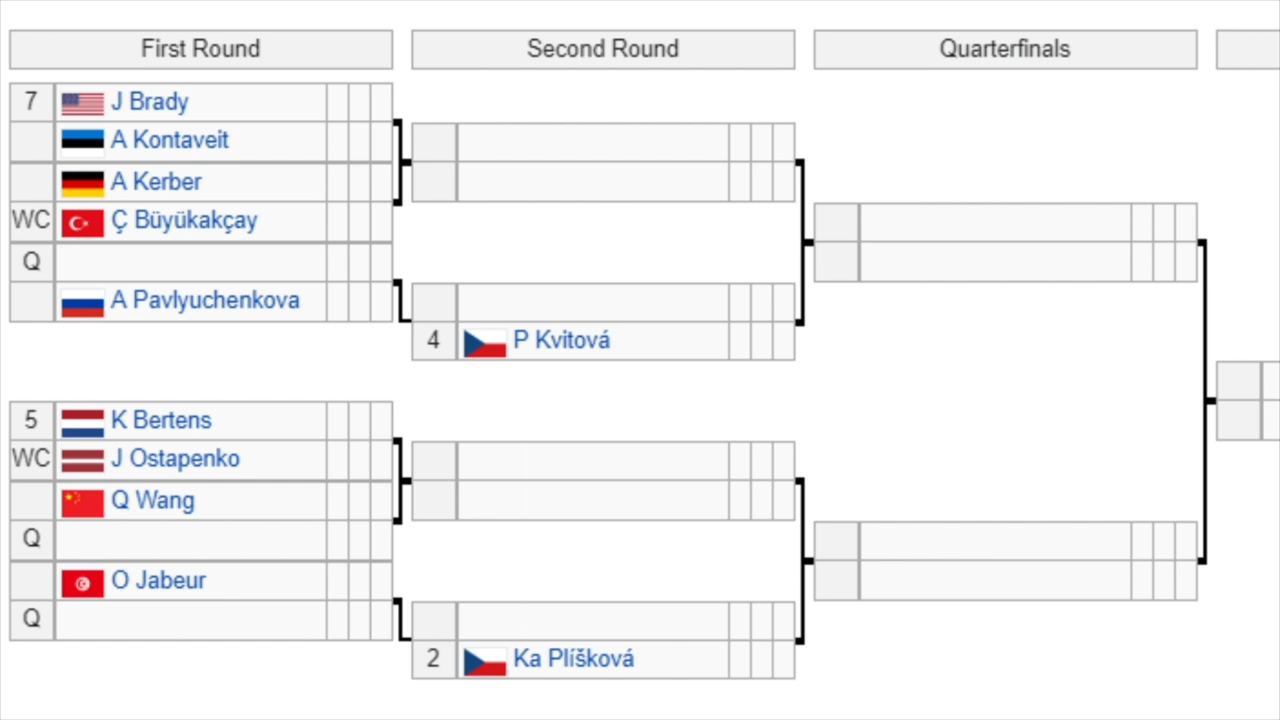 First Round
Second Round
Quarterfinals
7 J Brady
A Kontaveit
A Kerber
WC Ç Büyükakçay
Q
A Pavlyuchenkova
4 P Kvitová
5 K Bertens
WC J Ostapenko
Q Wang
Q
O Jabeur
Q
2 Ka Plíšková